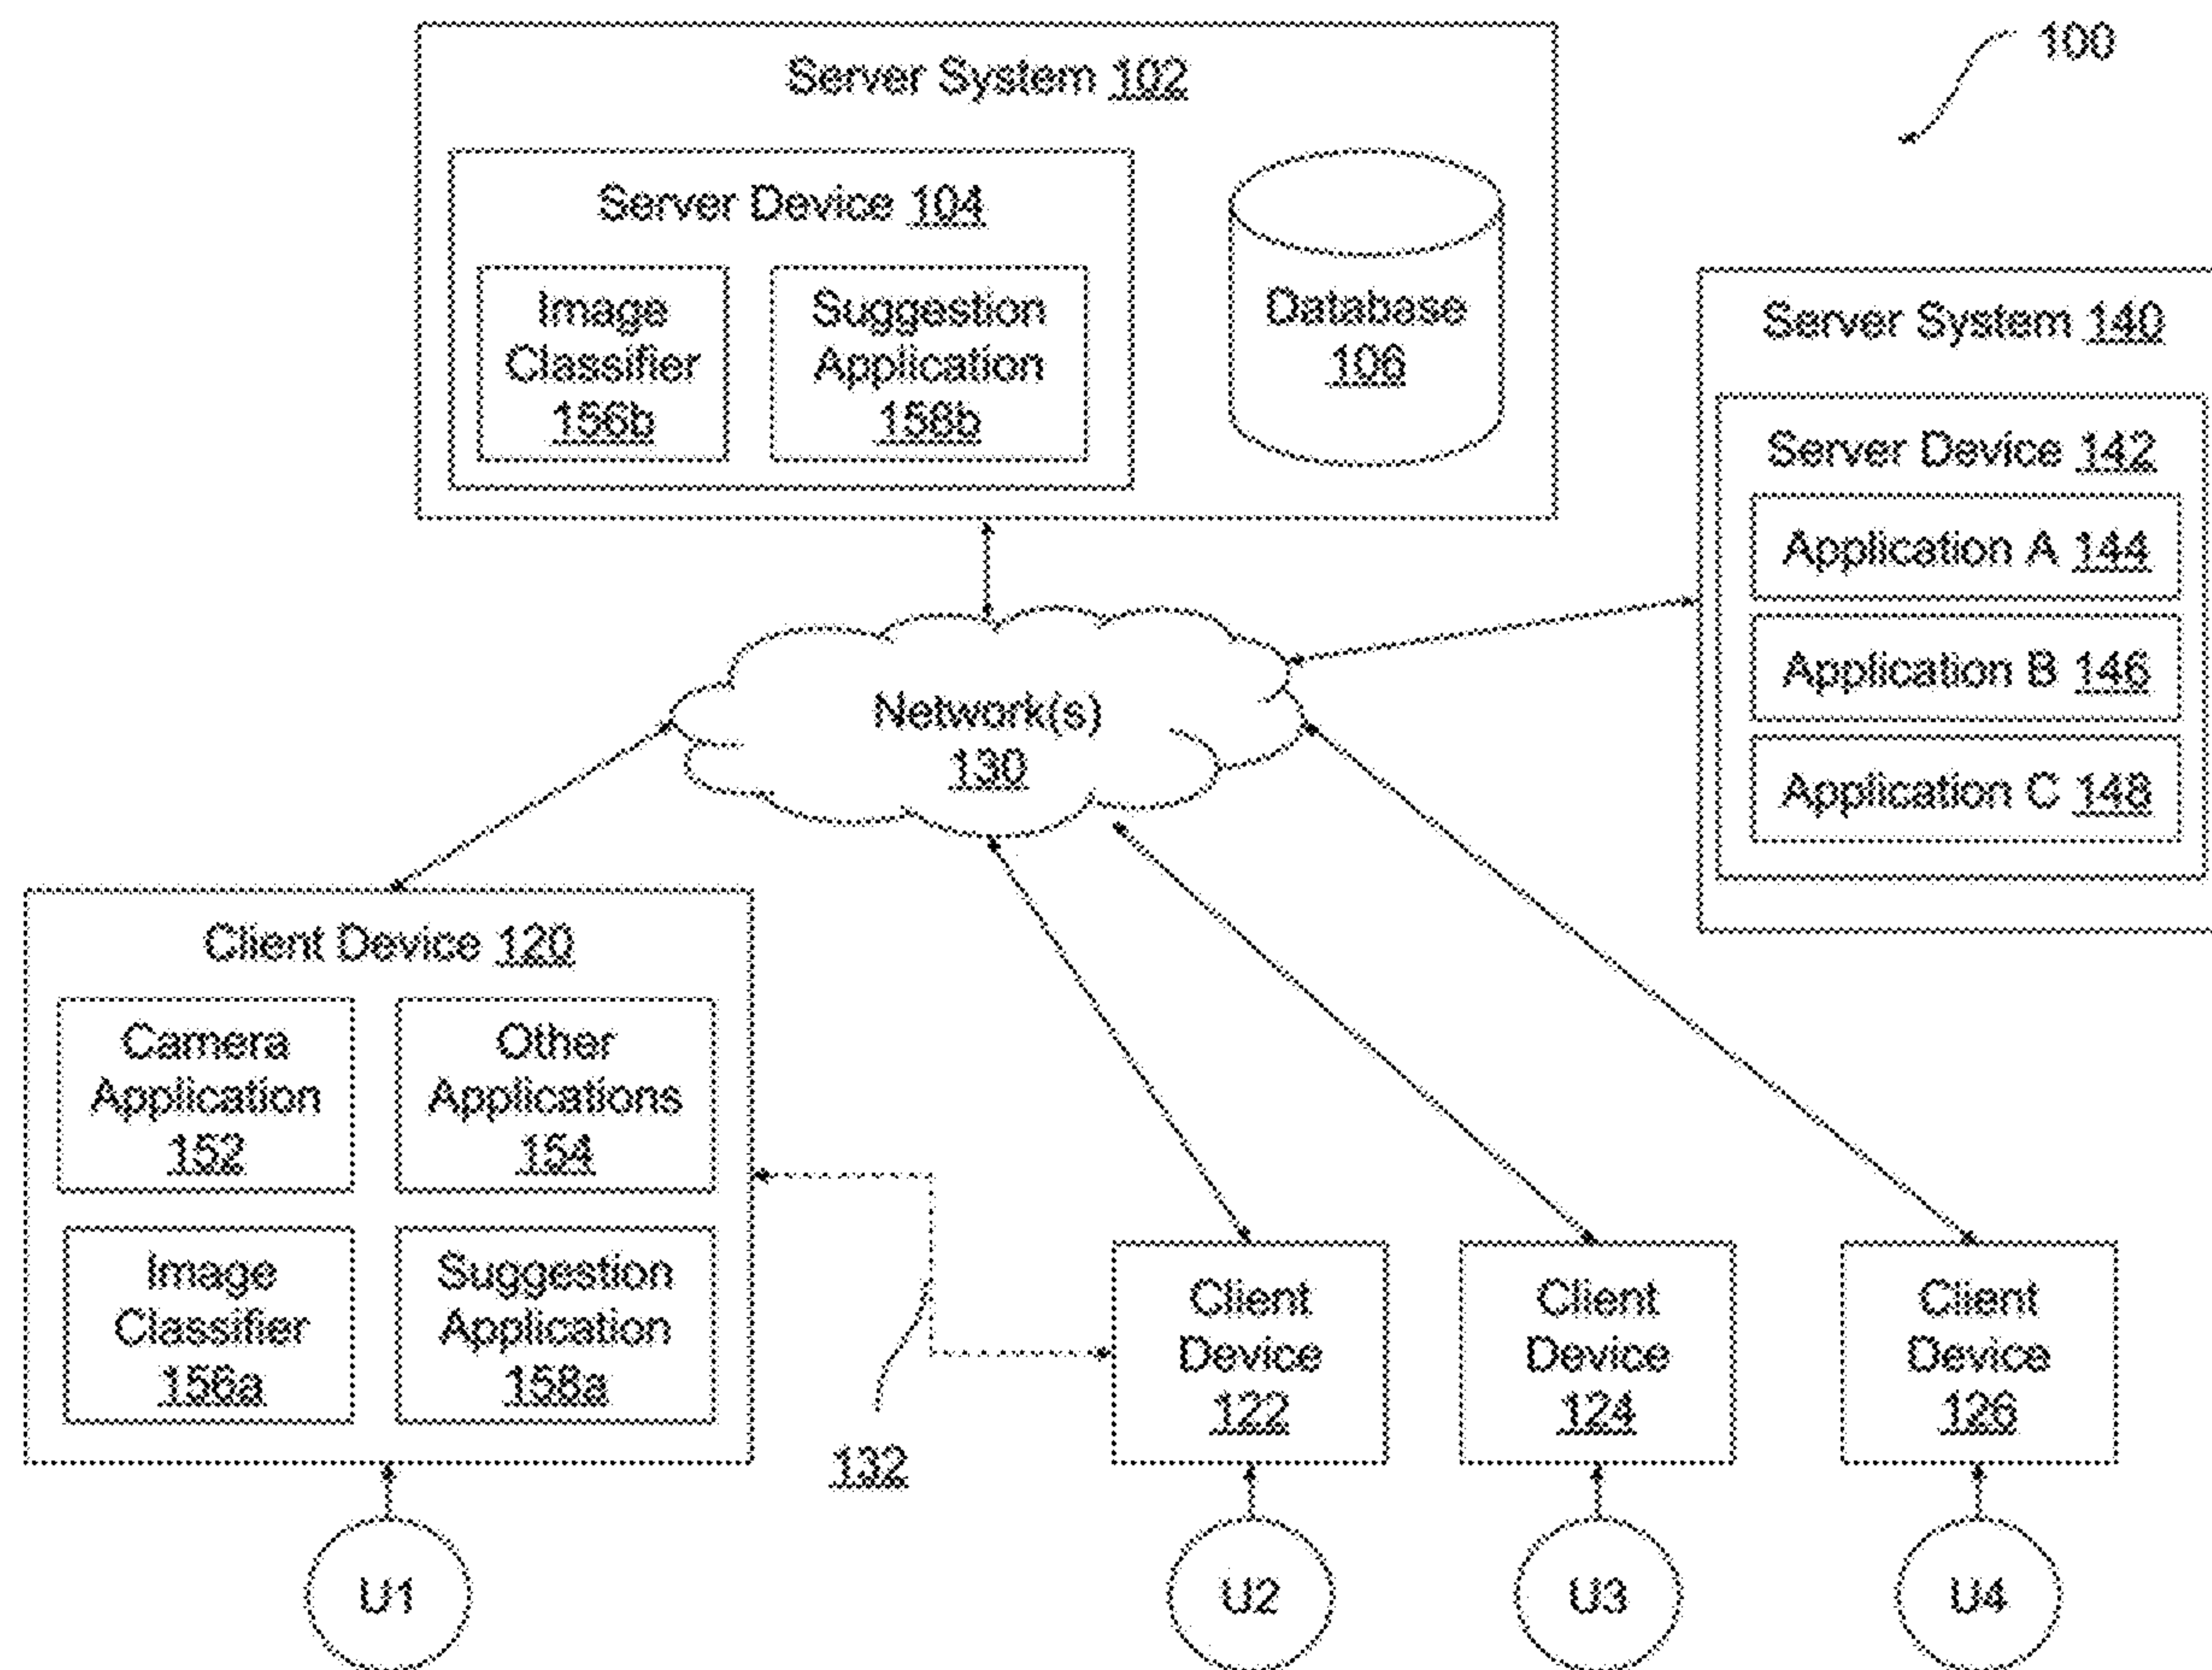 100
Server System 102
Server Device 104
Image
Classifier
156b
Suggestion
Application
158b
Database
106
Server System 140
Server Device 142
Application A 144
Application B 146
Application C 148
Network(s)
130
Client Device 120
Camera
Application
152
Other
Applications
154
Image
Classifier
156a
Suggestion
Application
158a
132
Client
Device
122
Client
Device
124
Client
Device
126
U1
U2
U3
U4